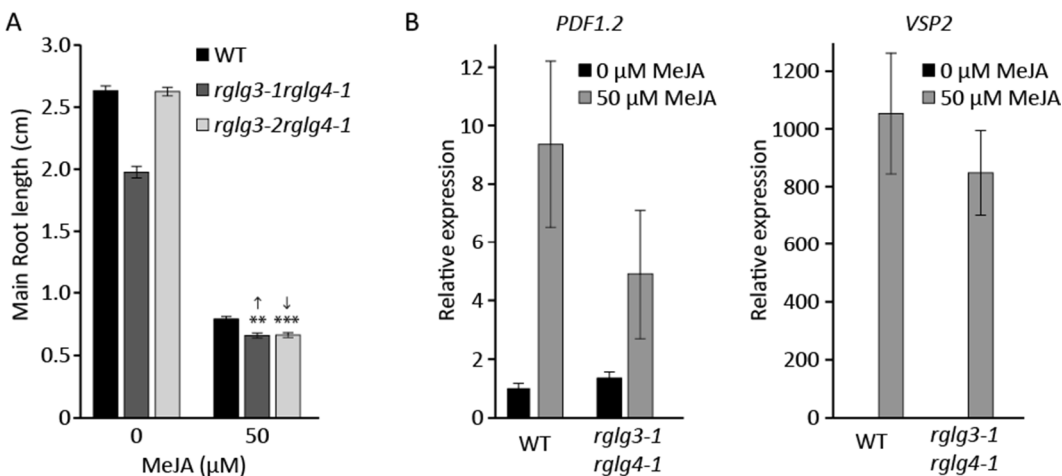 A
Main Root length (cm)
3.0
2.5
2.0
1.5
1.0
0.5
0
WT
rglg3-1rglg4-1
rglg3-2rglg4-1
↑ ↓
** ***
0 50
MeJA (µM)
B
PDF1.2
Relative expression
12
10
8
6
4
2
0
0 µM MeJA
50 µM MeJA
WT rglg3-1
rglg4-1
VSP2
Relative expression
1200
1000
800
600
400
200
0
0 µM MeJA
50 µM MeJA
WT rglg3-1
rglg4-1